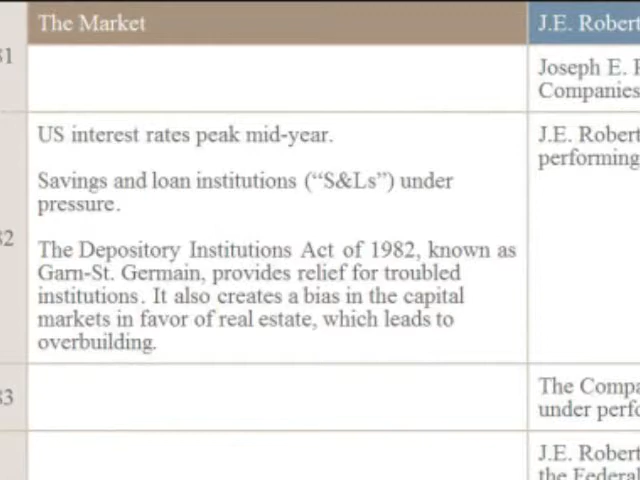 The Market
J.E. Robert
81
Joseph E.
Companies
US interest rates peak mid-year.
J.E. Robert
performing
Savings and loan institutions (“S&Ls”) under
pressure.
82
The Depository Institutions Act of 1982, known as
Garn-St. Germain, provides relief for troubled
institutions. It also creates a bias in the capital
markets in favor of real estate, which leads to
overbuilding.
83
The Compa
under perfo
J.E. Robert
the Federal